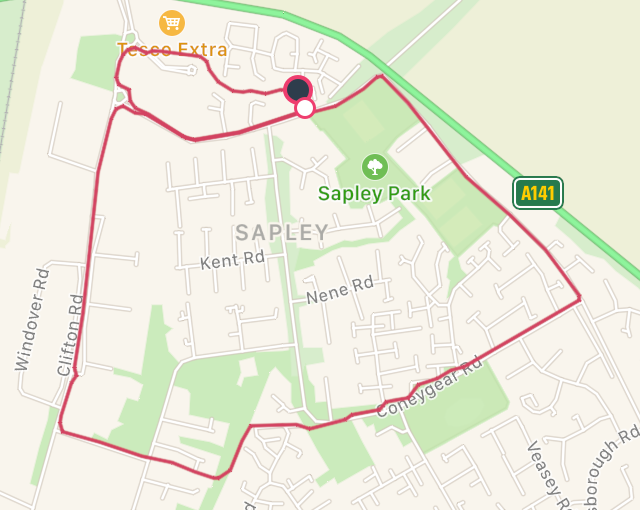 Tesco Extra
Sapley Park
A141
SAPLEY
Kent Rd
Nene Rd
Windover Rd
Clifton Rd
Coneygear Rd
Veasey Rd
sborough Rd
d